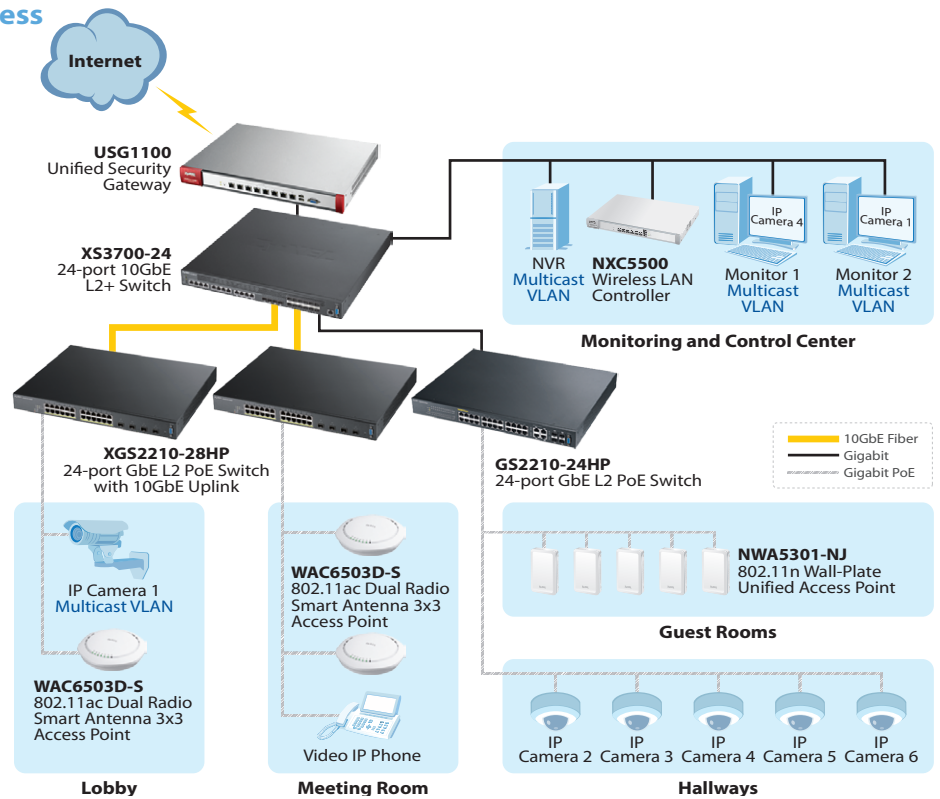 ess
Internet
USG1100
Unified Security
Gateway
XS3700-24
24-port 10GbE
L2+ Switch
NVR
Multicast
VLAN
NXC5500
Wireless LAN
Controller
IP
Camera 4
Monitor 1
Multicast
VLAN
IP
Camera 1
Monitor 2
Multicast
VLAN
Monitoring and Control Center
XGS2210-28HP
24-port GbE L2 PoE Switch
with 10GbE Uplink
GS2210-24HP
24-port GbE L2 PoE Switch
10GbE Fiber
Gigabit
Gigabit PoE
IP Camera 1
Multicast VLAN
WAC6503D-S
802.11ac Dual Radio
Smart Antenna 3x3
Access Point
Lobby
WAC6503D-S
802.11ac Dual Radio
Smart Antenna 3x3
Access Point
Video IP Phone
Meeting Room
NWA5301-NJ
802.11n Wall-Plate
Unified Access Point
Guest Rooms
IP
Camera 2
IP
Camera 3
IP
Camera 4
IP
Camera 5
IP
Camera 6
Hallways